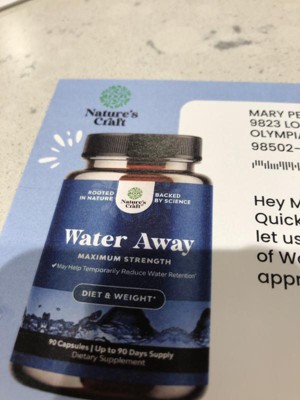 Nature's
Craft
MARY PE
9823 LO
OLYMPIA
98502-
ROOTED
IN NATURE
Nature's
Craft
BACKED
BY SCIENCE
Water Away
MAXIMUM STRENGTH
✓May Help Temporarily Reduce Water Retention*
DIET & WEIGHT*
90 Capsules | Up to 90 Days Supply
Dietary Supplement
Hey M
Quick
let us
of Wa
appr